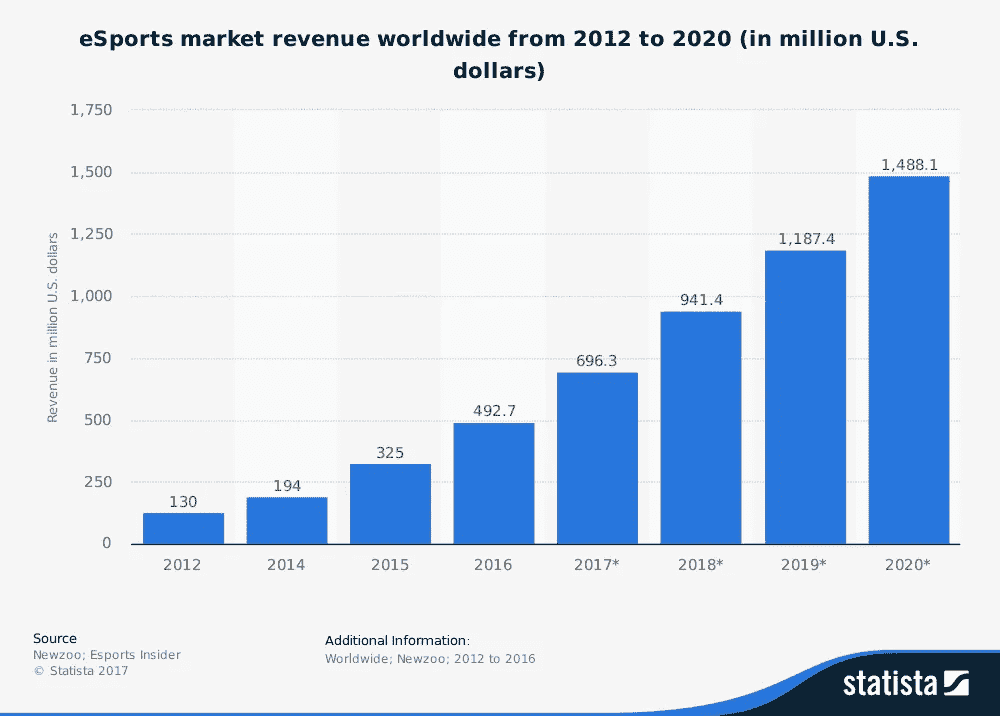 eSports market revenue worldwide from 2012 to 2020 (in million U.S.
dollars)
Revenue in million U.S. dollars
1,750
1,500
1,250
1,000
750
500
250
0
130
194
325
492.7
696.3
941.4
1,187.4
1,488.1
2012
2014
2015
2016
2017*
2018*
2019*
2020*
Source
Newzoo; Esports Insider
© Statista 2017
Additional Information:
Worldwide; Newzoo; 2012 to 2016
statista